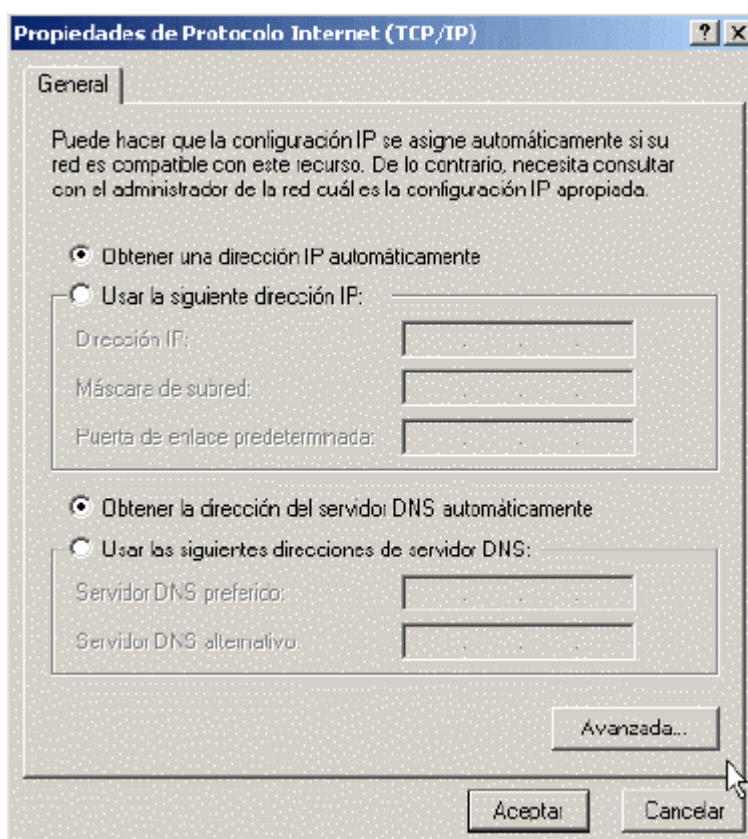 Propiedades de Protocolo Internet (TCP/IP)
General
Puede hacer que la configuración IP se asigne automáticamente si su
red es compatible con este recurso. De lo contrario, necesita consultar
con el administrador de la red cuál es la configuración IP apropiada.
Obtener una dirección IP automáticamente
Usar la siguiente dirección IP:
Dirección IP:
Máscara de subred:
Puerta de enlace predeterminada:
Obtener la dirección del servidor DNS automáticamente
Usar las siguientes direcciones de servidor DNS:
Servidor DNS preferido:
Servidor DNS alternativo:
Avanzada...
Aceptar
Cancelar